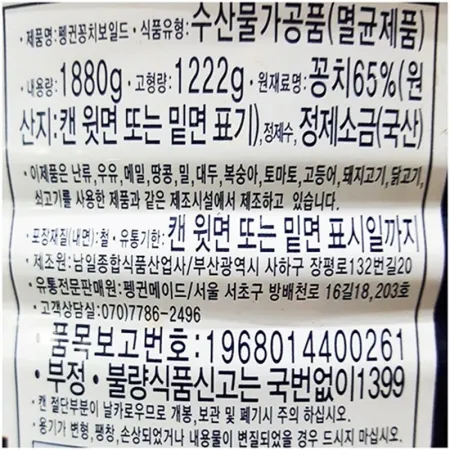 ·제품명:펭귄꽁치보일드·식품유형:수산물가공품(멸균제품)
·내용량:1880g·고형량:1222g·원재료명:꽁치65%(원
산지:캔 윗면 또는 밑면 표기),정제수,정제소금(국산)
·이제품은 난류,우유,메밀,땅콩,밀,대두,복숭아,토마토,고등어,돼지고기,닭고기,
쇠고기를 사용한 제품과 같은 제조시설에서 제조하고 있습니다.
·포장재질(내면):철·유통기한:캔 윗면 또는 밑면 표시일까지
·제조원:남일종합식품산업사/부산광역시 사하구 장평로132번길20
·유통전문판매원:펭귄메이드/서울 서초구 방배천로 16길18,203호
·고객상담실:070)7786-2496
·품목보고번호:1968014400261
·부정·불량식품신고는 국번없이1399
·캔 절단부분이 날카로우므로 개봉,보관 및 폐기시 주의 하십시오.
·용기가 변형,팽창,손상되었거나 내용물이 변질되었을 경우 드시지 마십시오.